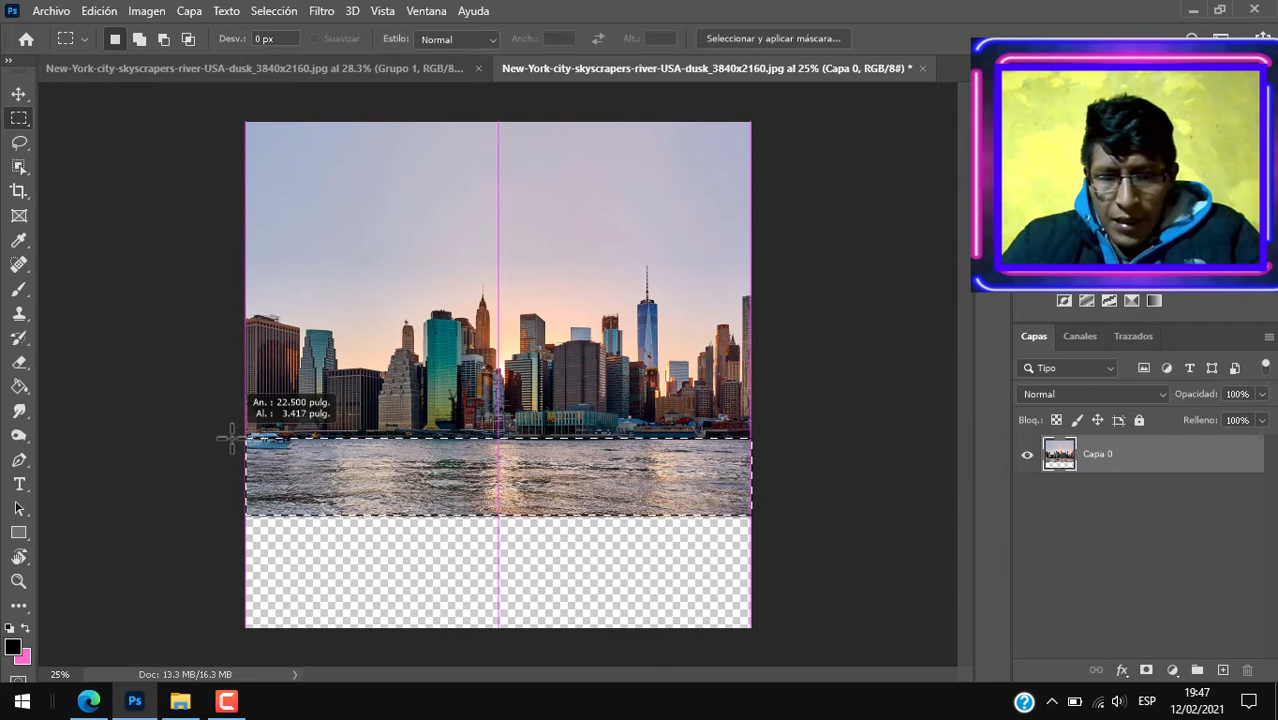 Ps Archivo Edición Imagen Capa Texto Selección Filtro 3D Vista Ventana Ayuda
Desv.: 0 px Suavizar Estilo: Normal Anch.: Alt.: Seleccionar y aplicar máscara...
New-York-city-skyscrapers-river-USA-dusk_3840x2160.jpg al 28.3% (Grupo 1, RGB/8... × New-York-city-skyscrapers-river-USA-dusk_3840x2160.jpg al 25% (Capa 0, RGB/8#) * ×
Capas Canales Trazados
Tipo
Normal Opacidad: 100%
Bloq.: Relleno: 100%
Capa 0
An. : 22.500 pulg.
Al. : 3.417 pulg.
25% Doc: 13.3 MB/16.3 MB
fx
Ps ESP 19:47
12/02/2021